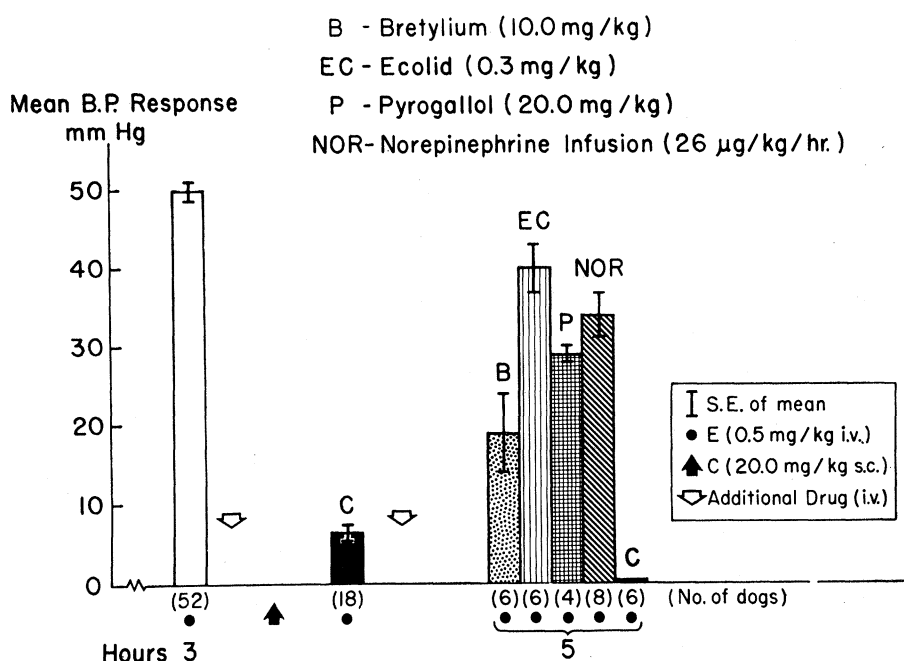 B - Bretylium (10.0 mg/kg)
EC - Ecolid (0.3 mg/kg)
P - Pyrogallol (20.0 mg/kg)
NOR- Norepinephrine Infusion (26 μg/kg/hr.)
Mean B.P. Response
mm Hg
50
40
30
20
10
0
C
B
EC
P
NOR
C
S.E. of mean
E (0.5 mg/kg i.v.)
C (20.0 mg/kg s.c.)
Additional Drug (i.v.)
(52)
(18)
(6) (6) (4) (8) (6)
(No. of dogs)
Hours 3
5